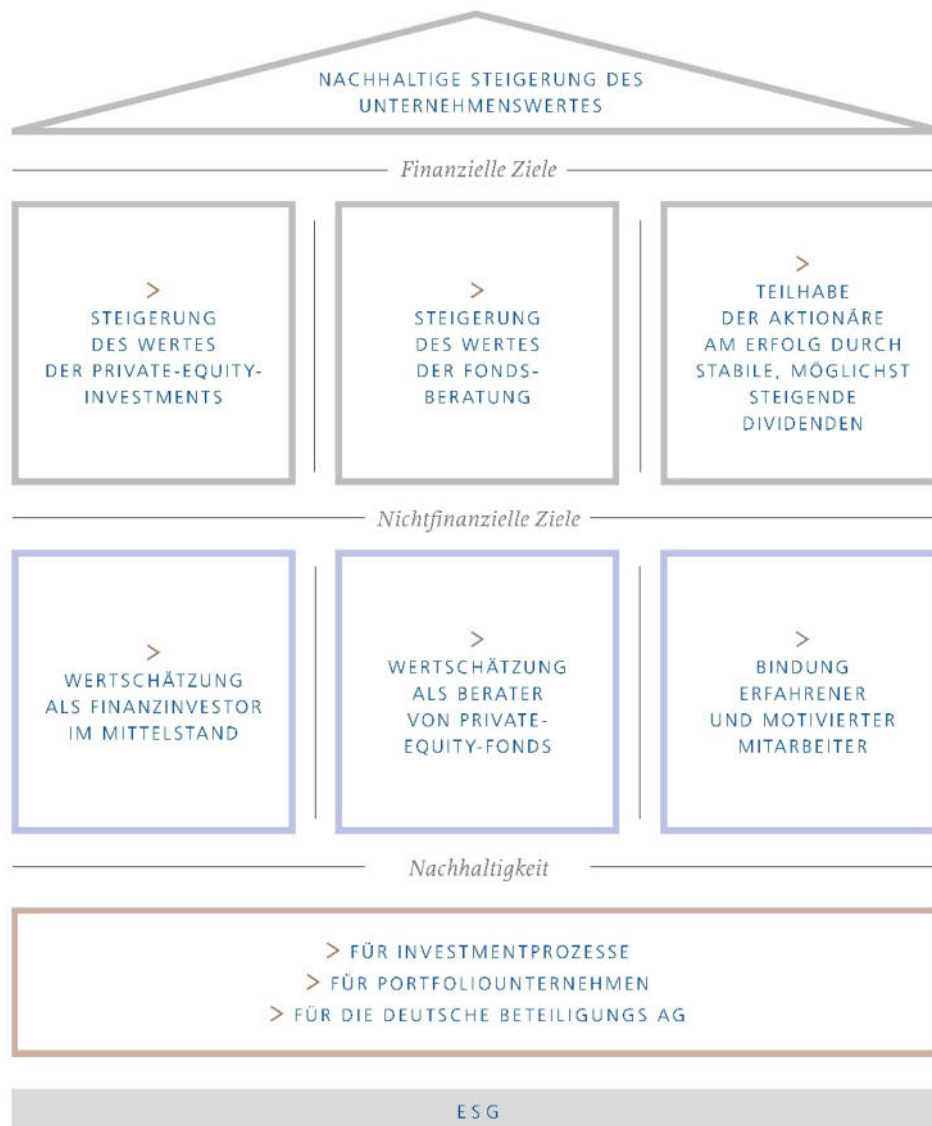 NACHHALTIGE STEIGERUNG DES
UNTERNEHMENSWERTES
Finanzielle Ziele
>
STEIGERUNG
DES WERTES
DER PRIVATE-EQUITY-
INVESTMENTS
>
STEIGERUNG
DES WERTES
DER FONDS-
BERATUNG
>
TEILHABE
DER AKTIONÄRE
AM ERFOLG DURCH
STABILE, MÖGLICHST
STEIGENDE
DIVIDENDEN
Nichtfinanzielle Ziele
>
WERTSCHÄTZUNG
ALS FINANZINVESTOR
IM MITTELSTAND
>
WERTSCHÄTZUNG
ALS BERATER
VON PRIVATE-
EQUITY-FONDS
>
BINDUNG
ERFAHRENER
UND MOTIVIERTER
MITARBEITER
Nachhaltigkeit
> FÜR INVESTMENTPROZESSE
> FÜR PORTFOLIOUNTERNEHMEN
> FÜR DIE DEUTSCHE BETEILIGUNGS AG
ESG